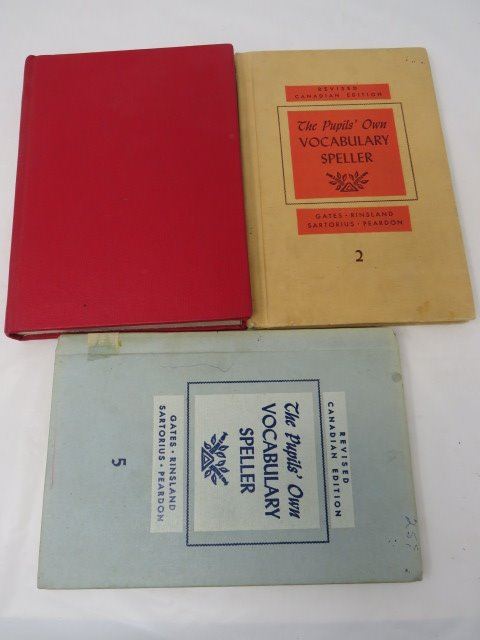 REVISED
CANADIAN EDITION
The Pupils' Own
VOCABULARY
SPELLER
GATES · RINSLAND
SARTORIUS · PEARDON
2
REVISED
CANADIAN EDITION
The Pupils' Own
VOCABULARY
SPELLER
GATES · RINSLAND
SARTORIUS · PEARDON
5